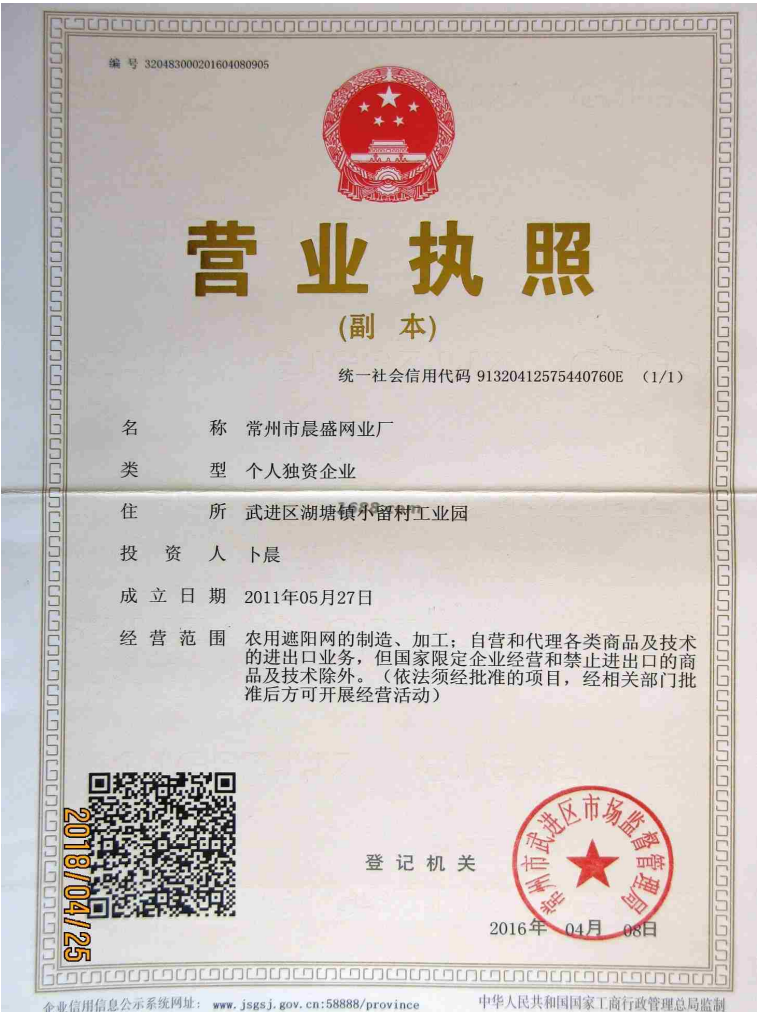 编 号 320483000201604080905
营业执照
(副 本)
统一社会信用代码 91320412575440760E (1/1)
名 称 常州市晨盛网业厂
类 型 个人独资企业
住 所 武进区湖塘镇小留村工业园
1688.com
投 资 人 卜晨
成 立 日 期 2011年05月27日
经 营 范 围 农用遮阳网的制造、加工；自营和代理各类商品及技术
的进出口业务，但国家限定企业经营和禁止进出口的商
品及技术除外。（依法须经批准的项目，经相关部门批
准后方可开展经营活动）
2018/04/25
登 记 机 关
常州市武进区市场监督管理局
2016年 04月 08日
企业信用信息公示系统网址： www.jsgsj.gov.cn:58888/province
中华人民共和国国家工商行政管理总局监制